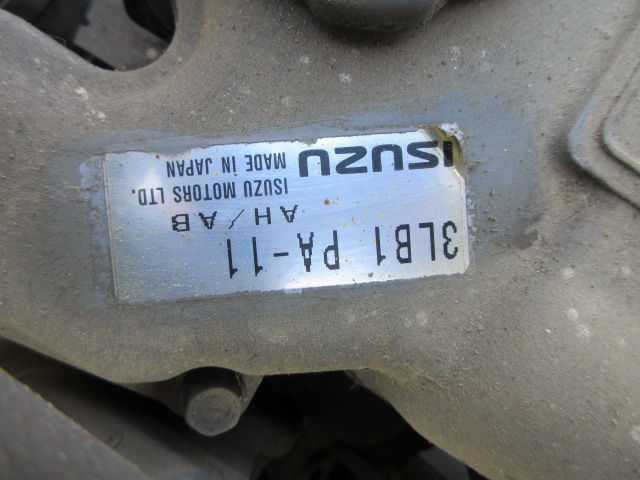 3LB1 PA-11
AH/AB
ISUZU
ISUZU MOTORS LTD.
MADE IN JAPAN